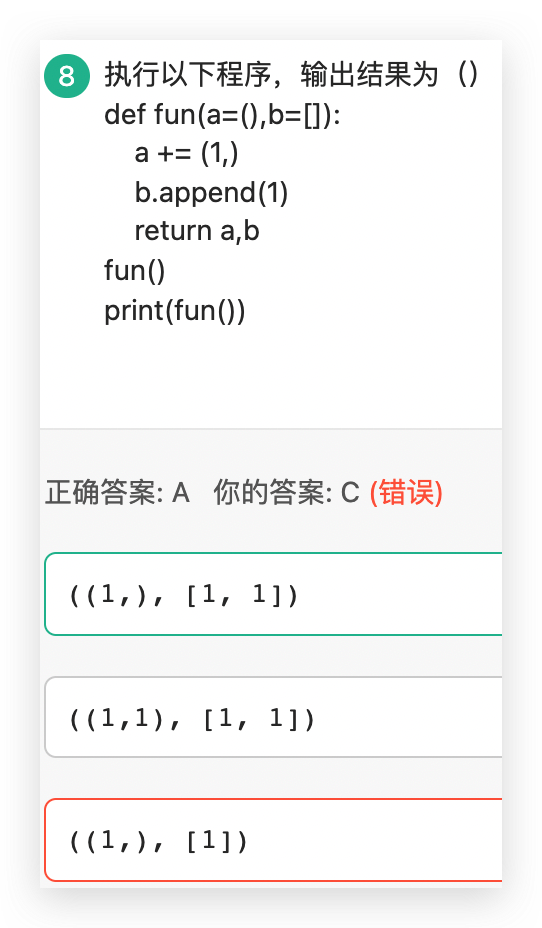 8 执行以下程序，输出结果为（）
def fun(a=(),b=[]):
    a += (1,)
    b.append(1)
    return a,b
fun()
print(fun())
正确答案: A 你的答案: C (错误)
((1,), [1, 1])
((1,1), [1, 1])
((1,), [1])